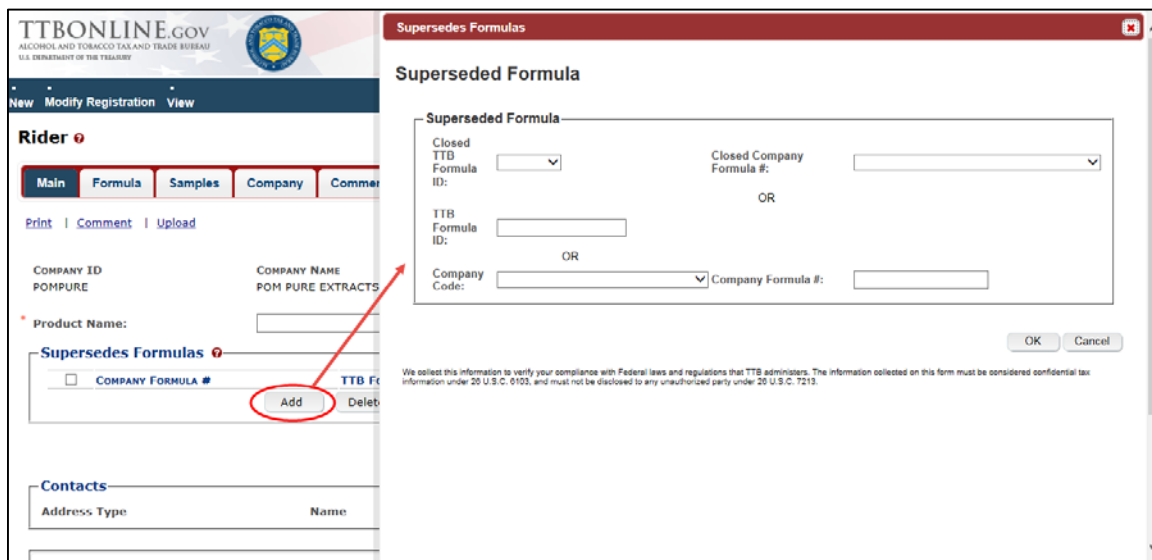 TTBONLINE.GOV
ALCOHOL AND TOBACCO TAX AND TRADE BUREAU
U.S. DEPARTMENT OF THE TREASURY
New Modify Registration View
Rider ?
Main Formula Samples Company Commen
Print | Comment | Upload
COMPANY ID COMPANY NAME
POMPURE POM PURE EXTRACTS
* Product Name:
Supersedes Formulas ?
COMPANY FORMULA # TTB FO
Add Delet
Contacts
Address Type Name
Supersedes Formulas
Superseded Formula
Superseded Formula
Closed
TTB
Formula
ID:
Closed Company
Formula #:
OR
TTB
Formula
ID:
OR
Company
Code:
Company Formula #:
OK Cancel
We collect this information to verify your compliance with Federal laws and regulations that TTB administers. The information collected on this form must be considered confidential tax
information under 26 U.S.C. 6103, and must not be disclosed to any unauthorized party under 26 U.S.C. 7213.